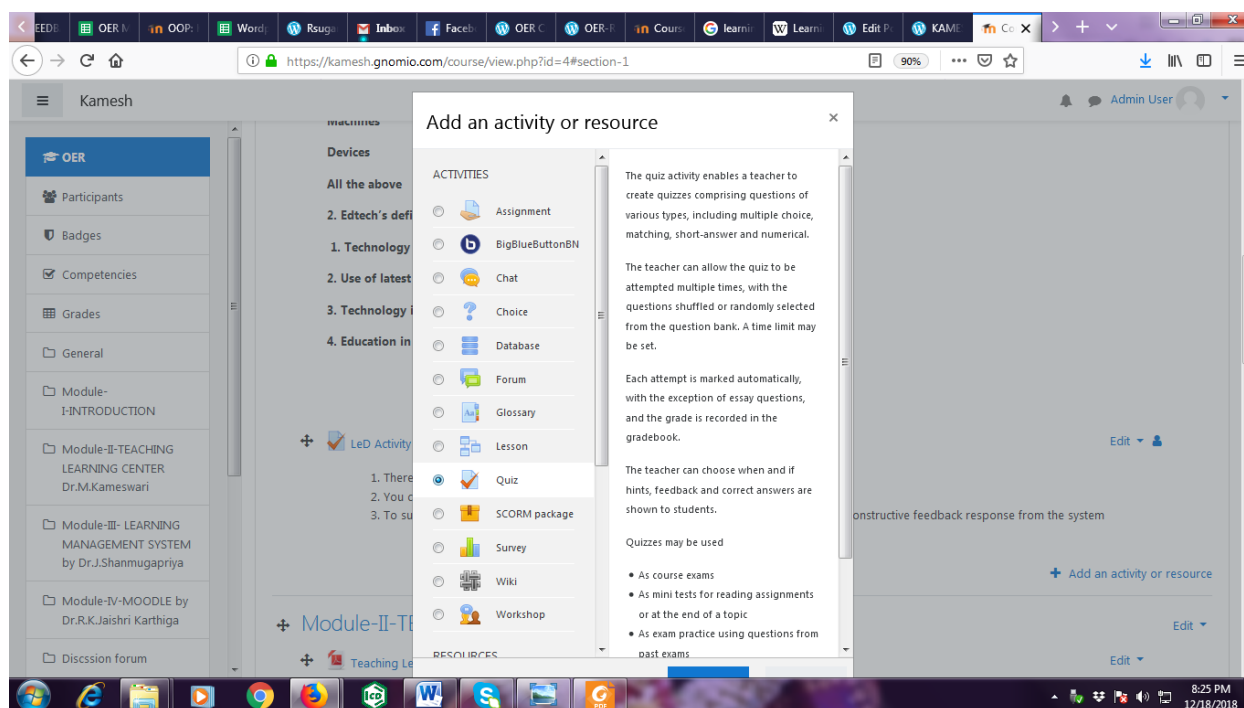 EEDB
OER M
OOP: I
Wordp
Rsuga
Inbox
Faceb
OER C
OER-R
Course
learnin
Learni
Edit Po
KAME
Co
https://kamesh.gnomio.com/course/view.php?id=4#section-1
90%
Kamesh
Admin User
OER
Participants
Badges
Competencies
Grades
General
Module-
I-INTRODUCTION
Module-II-TEACHING
LEARNING CENTER
Dr.M.Kameswari
Module-III- LEARNING
MANAGEMENT SYSTEM
by Dr.J.Shanmugapriya
Module-IV-MOODLE by
Dr.R.K.Jaishri Karthiga
Discssion forum
Machines
Devices
All the above
2. Edtech's defi
1. Technology
2. Use of latest
3. Technology i
4. Education in
LeD Activity
Edit
1. There
2. You c
3. To su
onstructive feedback response from the system
Add an activity or resource
Module-II-TE
Edit
Teaching Le
Edit
Add an activity or resource
×
ACTIVITIES
Assignment
BigBlueButtonBN
Chat
Choice
Database
Forum
Glossary
Lesson
Quiz
SCORM package
Survey
Wiki
Workshop
RESOURCES
The quiz activity enables a teacher to
create quizzes comprising questions of
various types, including multiple choice,
matching, short-answer and numerical.
The teacher can allow the quiz to be
attempted multiple times, with the
questions shuffled or randomly selected
from the question bank. A time limit may
be set.
Each attempt is marked automatically,
with the exception of essay questions,
and the grade is recorded in the
gradebook.
The teacher can choose when and if
hints, feedback and correct answers are
shown to students.
Quizzes may be used
• As course exams
• As mini tests for reading assignments
or at the end of a topic
• As exam practice using questions from
past exams
8:25 PM
12/18/2018